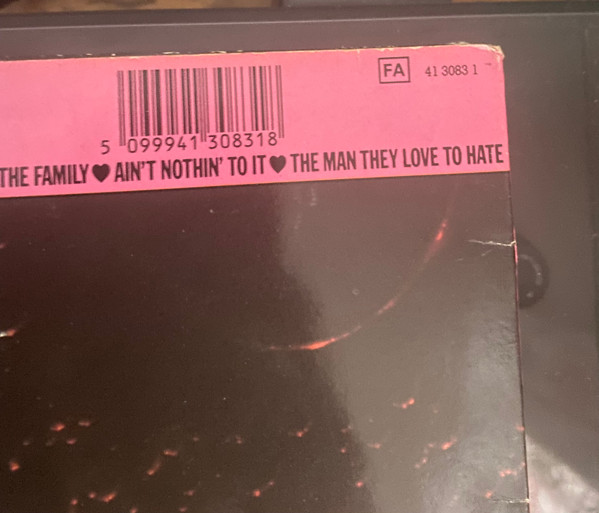 FA 41 3083 1
5 099941 308318
THE FAMILY♥AIN'T NOTHIN' TO IT♥THE MAN THEY LOVE TO HATE